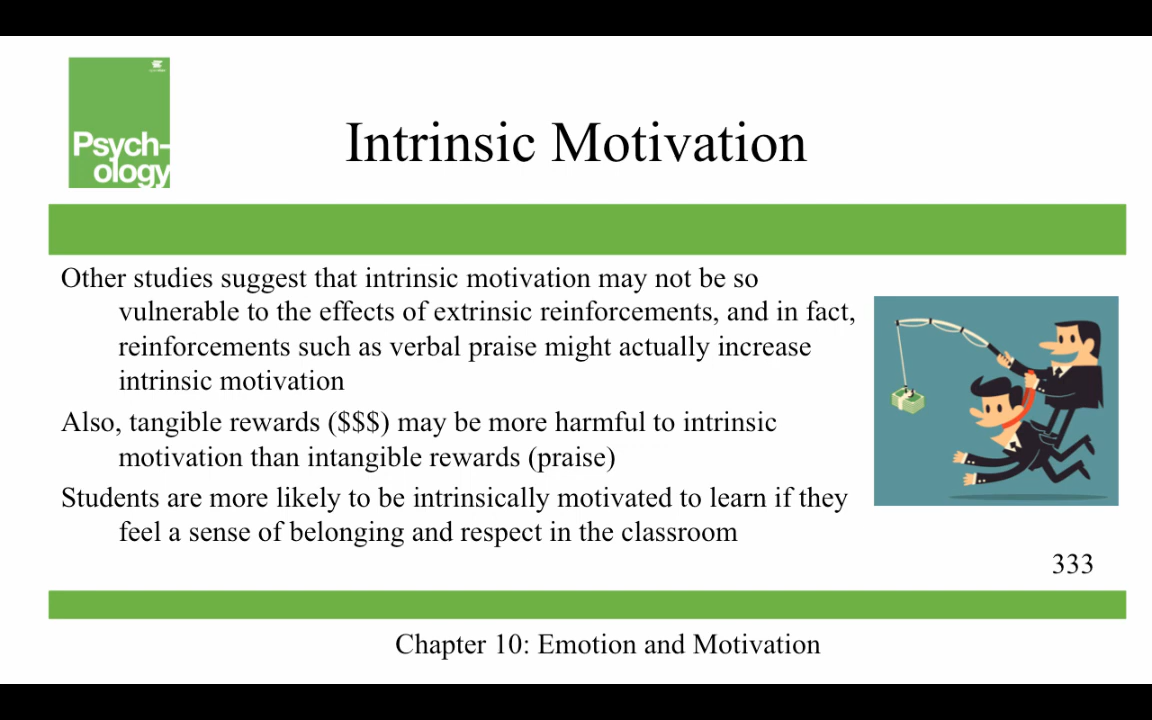 Psych-
ology
Intrinsic Motivation
Other studies suggest that intrinsic motivation may not be so
vulnerable to the effects of extrinsic reinforcements, and in fact,
reinforcements such as verbal praise might actually increase
intrinsic motivation
Also, tangible rewards ($$$) may be more harmful to intrinsic
motivation than intangible rewards (praise)
Students are more likely to be intrinsically motivated to learn if they
feel a sense of belonging and respect in the classroom
333
Chapter 10: Emotion and Motivation